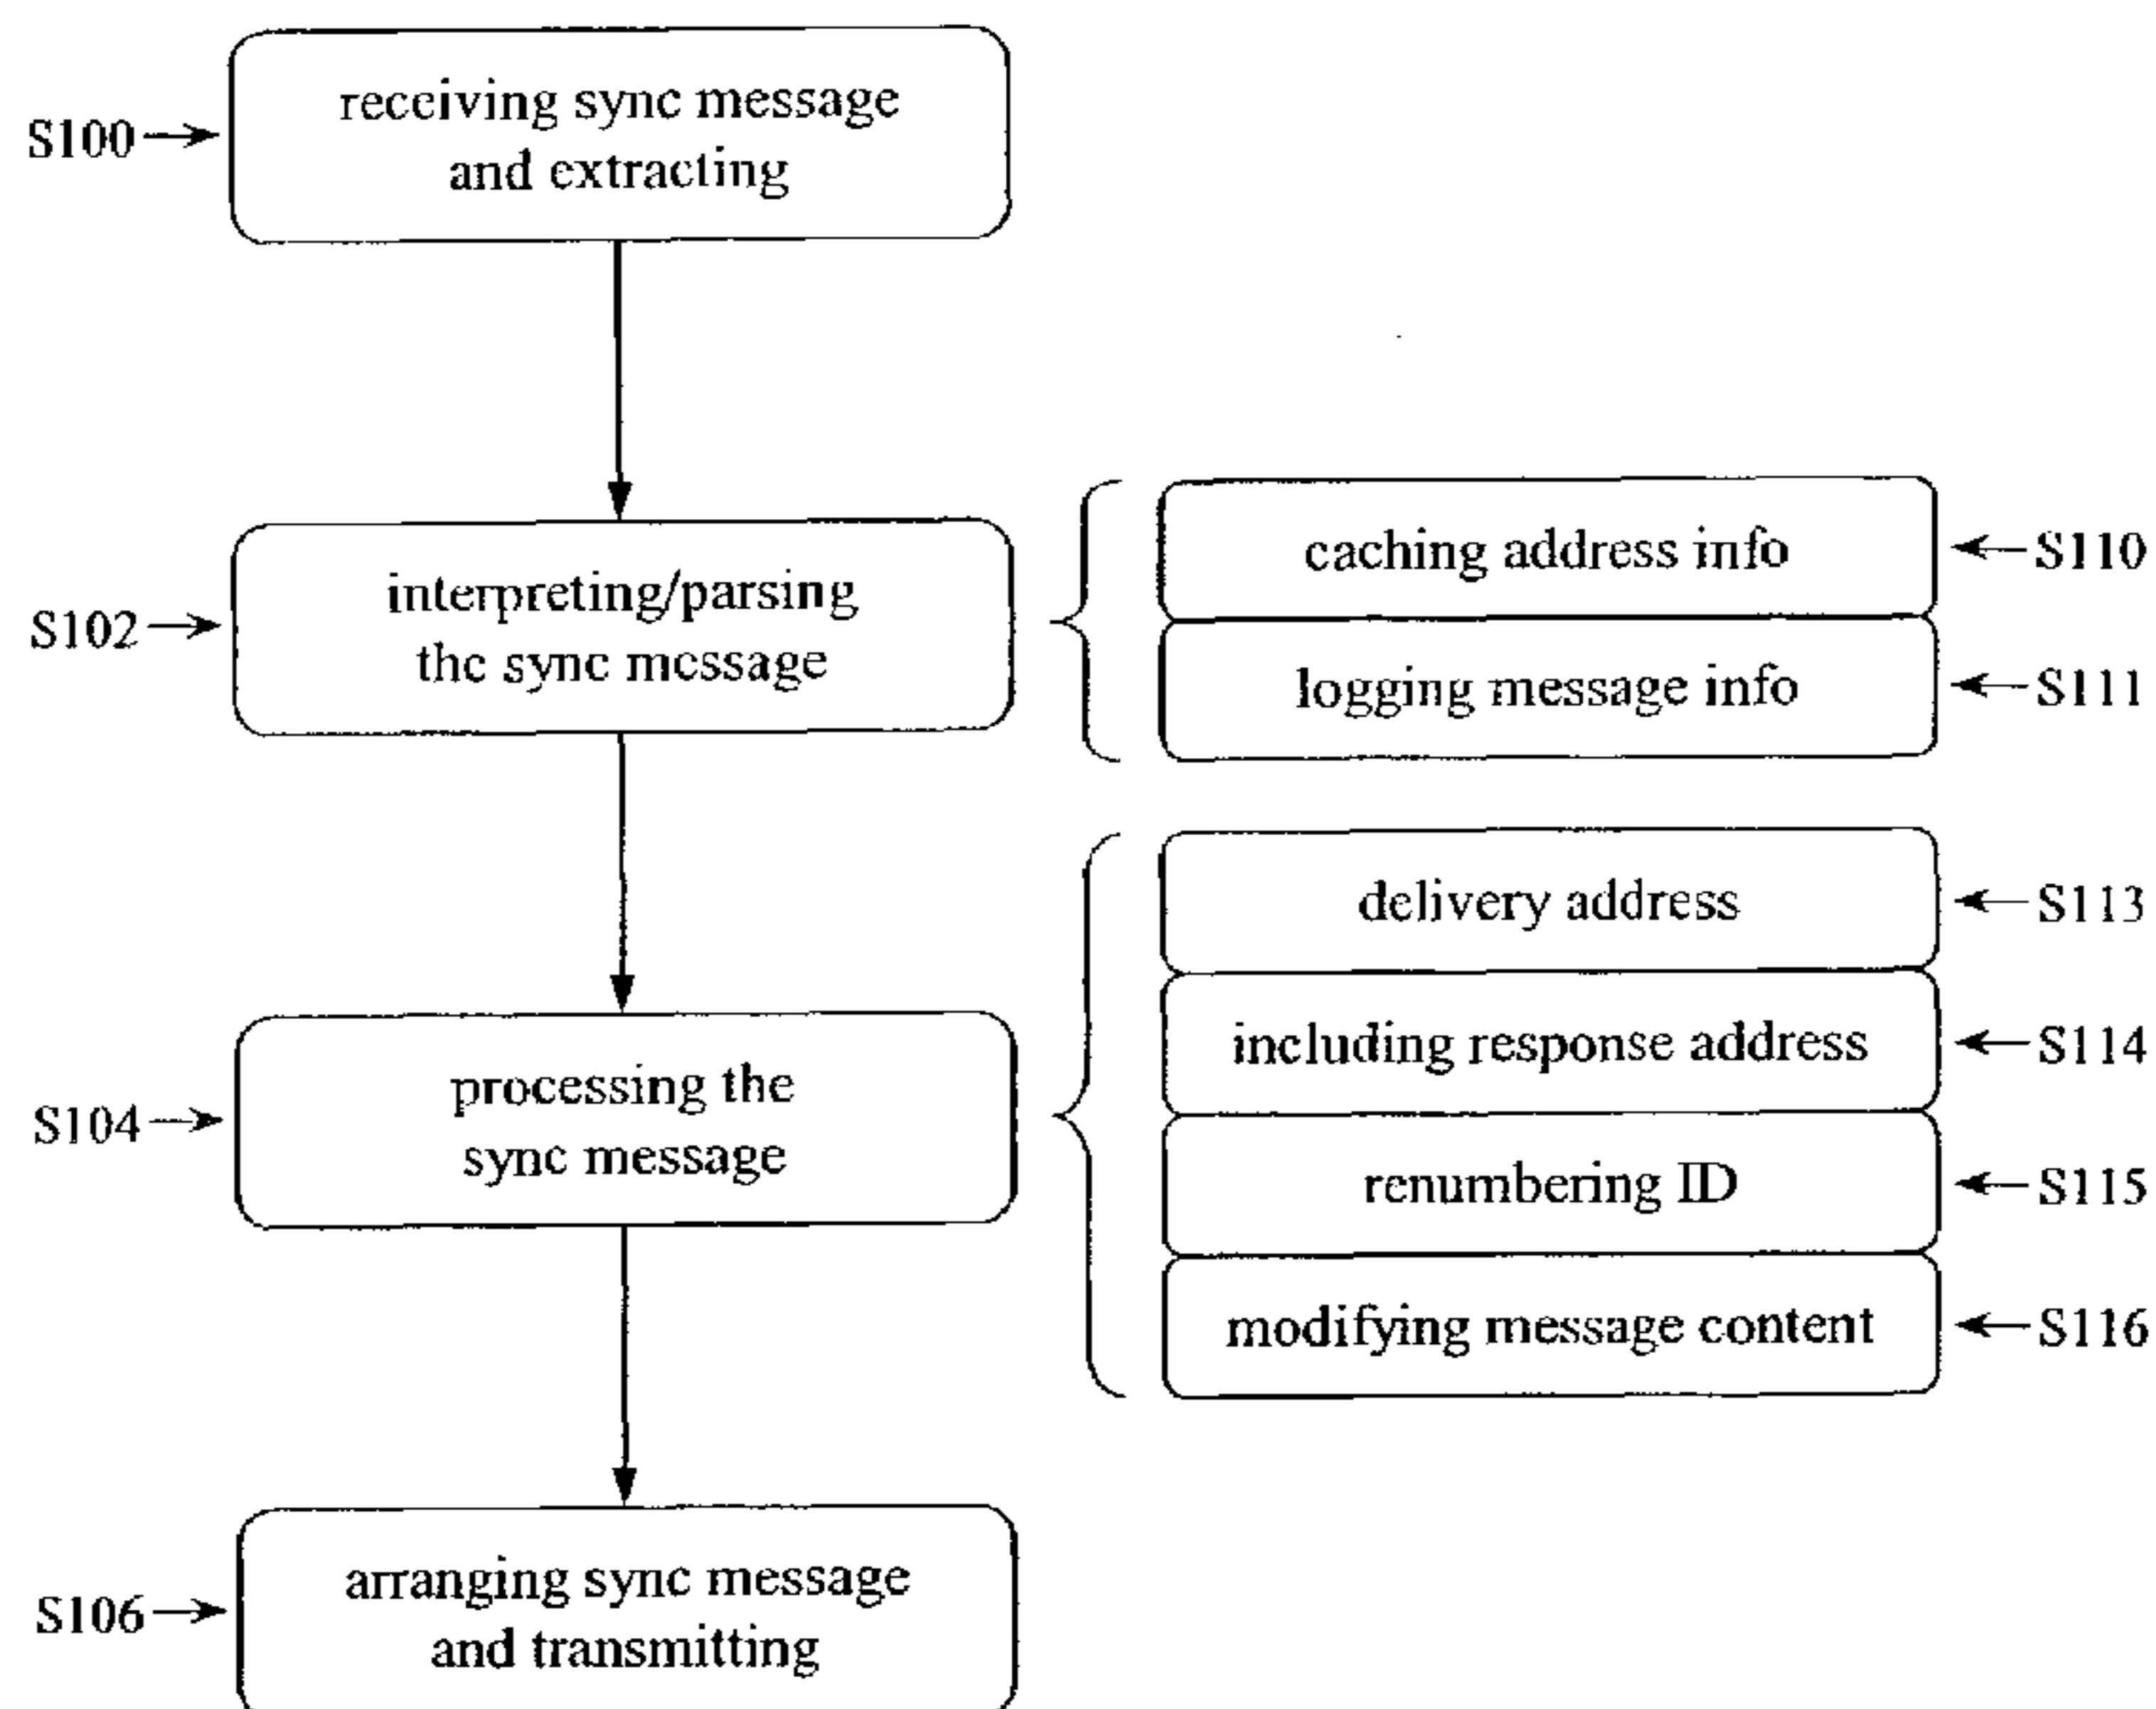 S100
receiving sync message
and extracting
S102
interpreting/parsing
the sync message
caching address info
S110
logging message info
S111
S104
processing the
sync message
delivery address
S113
including response address
S114
renumbering ID
S115
modifying message content
S116
S106
arranging sync message
and transmitting